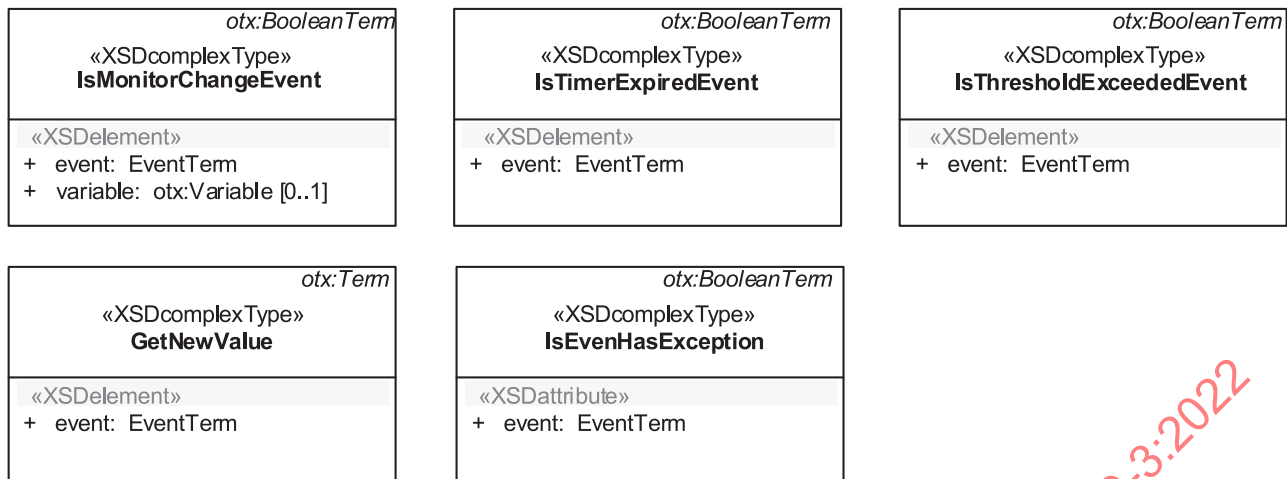 otx:BooleanTerm
«XSDcomplexType»
IsMonitorChangeEvent
«XSDelement»
+ event: EventTerm
+ variable: otx:Variable [0..1]
otx:BooleanTerm
«XSDcomplexType»
IsTimerExpiredEvent
«XSDelement»
+ event: EventTerm
otx:BooleanTerm
«XSDcomplexType»
IsThresholdExceededEvent
«XSDelement»
+ event: EventTerm
otx:Term
«XSDcomplexType»
GetNewValue
«XSDelement»
+ event: EventTerm
otx:BooleanTerm
«XSDcomplexType»
IsEvenHasException
«XSDattribute»
+ event: EventTerm
-3:2022